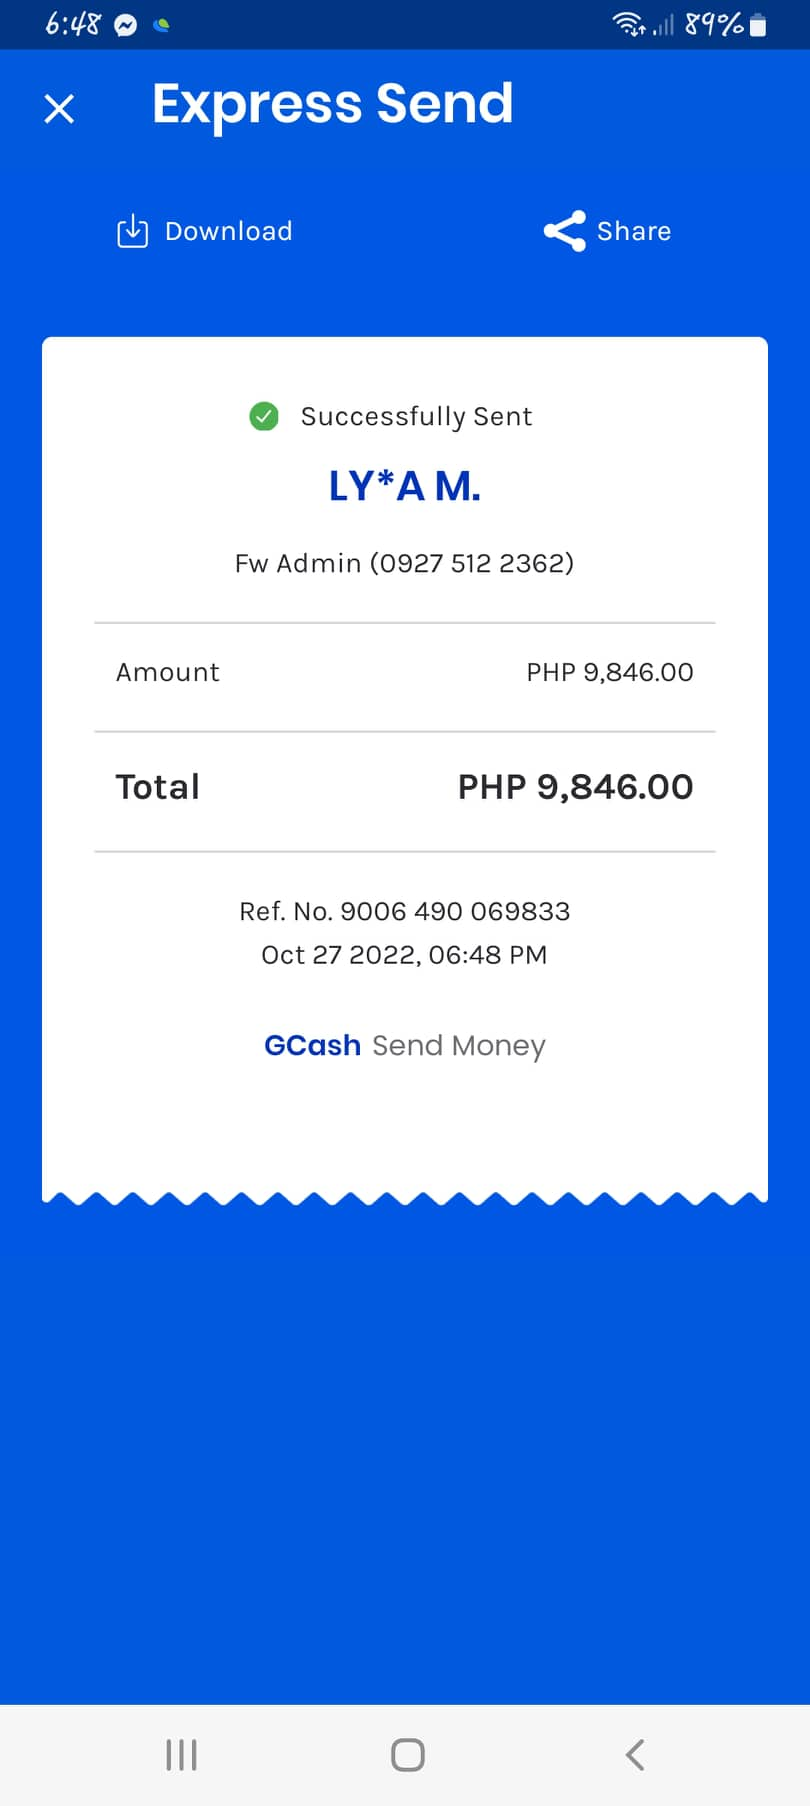 6:48 89%
Express Send
Download Share
Successfully Sent
LY*A M.
Fw Admin (0927 512 2362)
Amount PHP 9,846.00
Total PHP 9,846.00
Ref. No. 9006 490 069833
Oct 27 2022, 06:48 PM
GCash Send Money